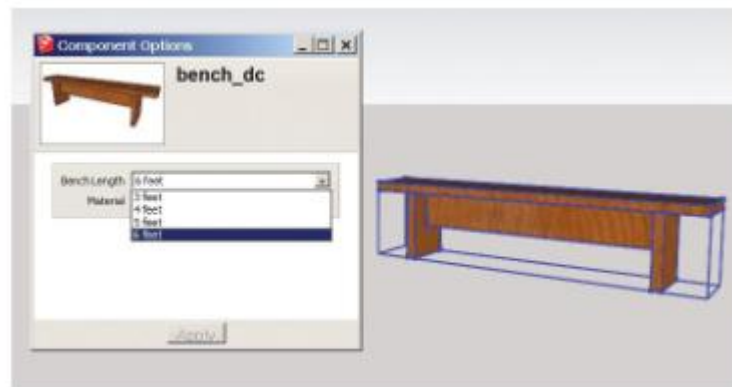 Component Options
bench_dc
Bench Length 6 feet
Material
3 feet
4 feet
5 feet
6 feet
Apply